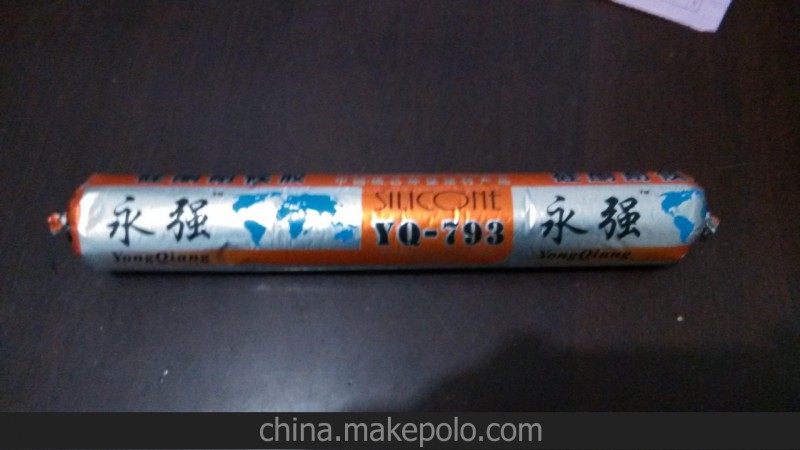 SILICONE
永强
YQ-793
永强
YongQiang
YongQiang
china.makepolo.com